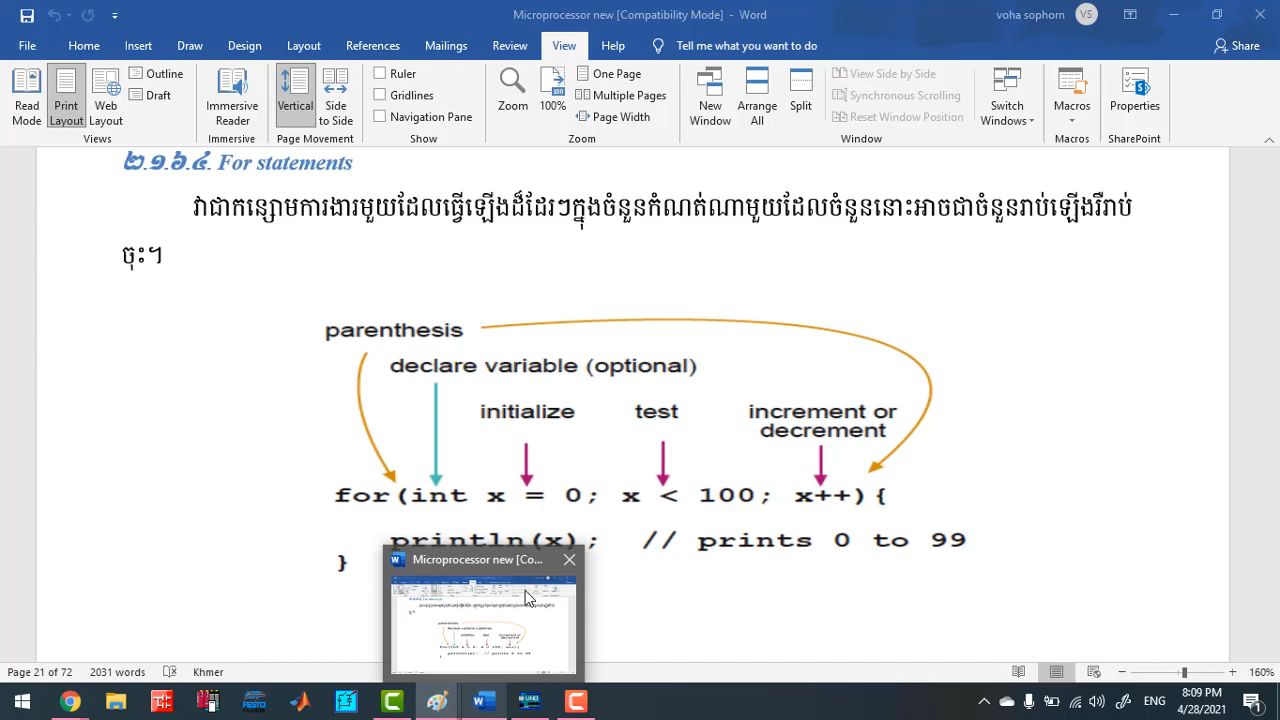 Microprocessor new [Compatibility Mode] - Word
voha sophorn
VS
File Home Insert Draw Design Layout References Mailings Review View Help Tell me what you want to do Share
Read Mode
Print Layout
Web Layout
Outline
Draft
Views
Immersive Reader
Immersive
Vertical
Side to Side
Page Movement
Ruler
Gridlines
Navigation Pane
Show
Zoom
100%
One Page
Multiple Pages
Page Width
Zoom
New Window
Arrange All
Split
View Side by Side
Synchronous Scrolling
Reset Window Position
Switch Windows
Window
Macros
Macros
Properties
SharePoint
២.១.៦.៤. For statements
វាជាកន្សោមការងារមួយដែលធ្វើឡើងដ៏ដែរៗក្នុងចំនួនកំណត់ណាមួយដែលចំនួននោះអាចជាចំនួនរាប់ឡើងរឺរាប់
ចុះ។
parenthesis
declare variable (optional)
initialize test increment or
decrement
for(int x = 0; x < 100; x++){
println(x); // prints 0 to 99
}
Microprocessor new [Co...
Page 21 of 72 2031 words Khmer 160%
ENG
8:09 PM
4/28/2021